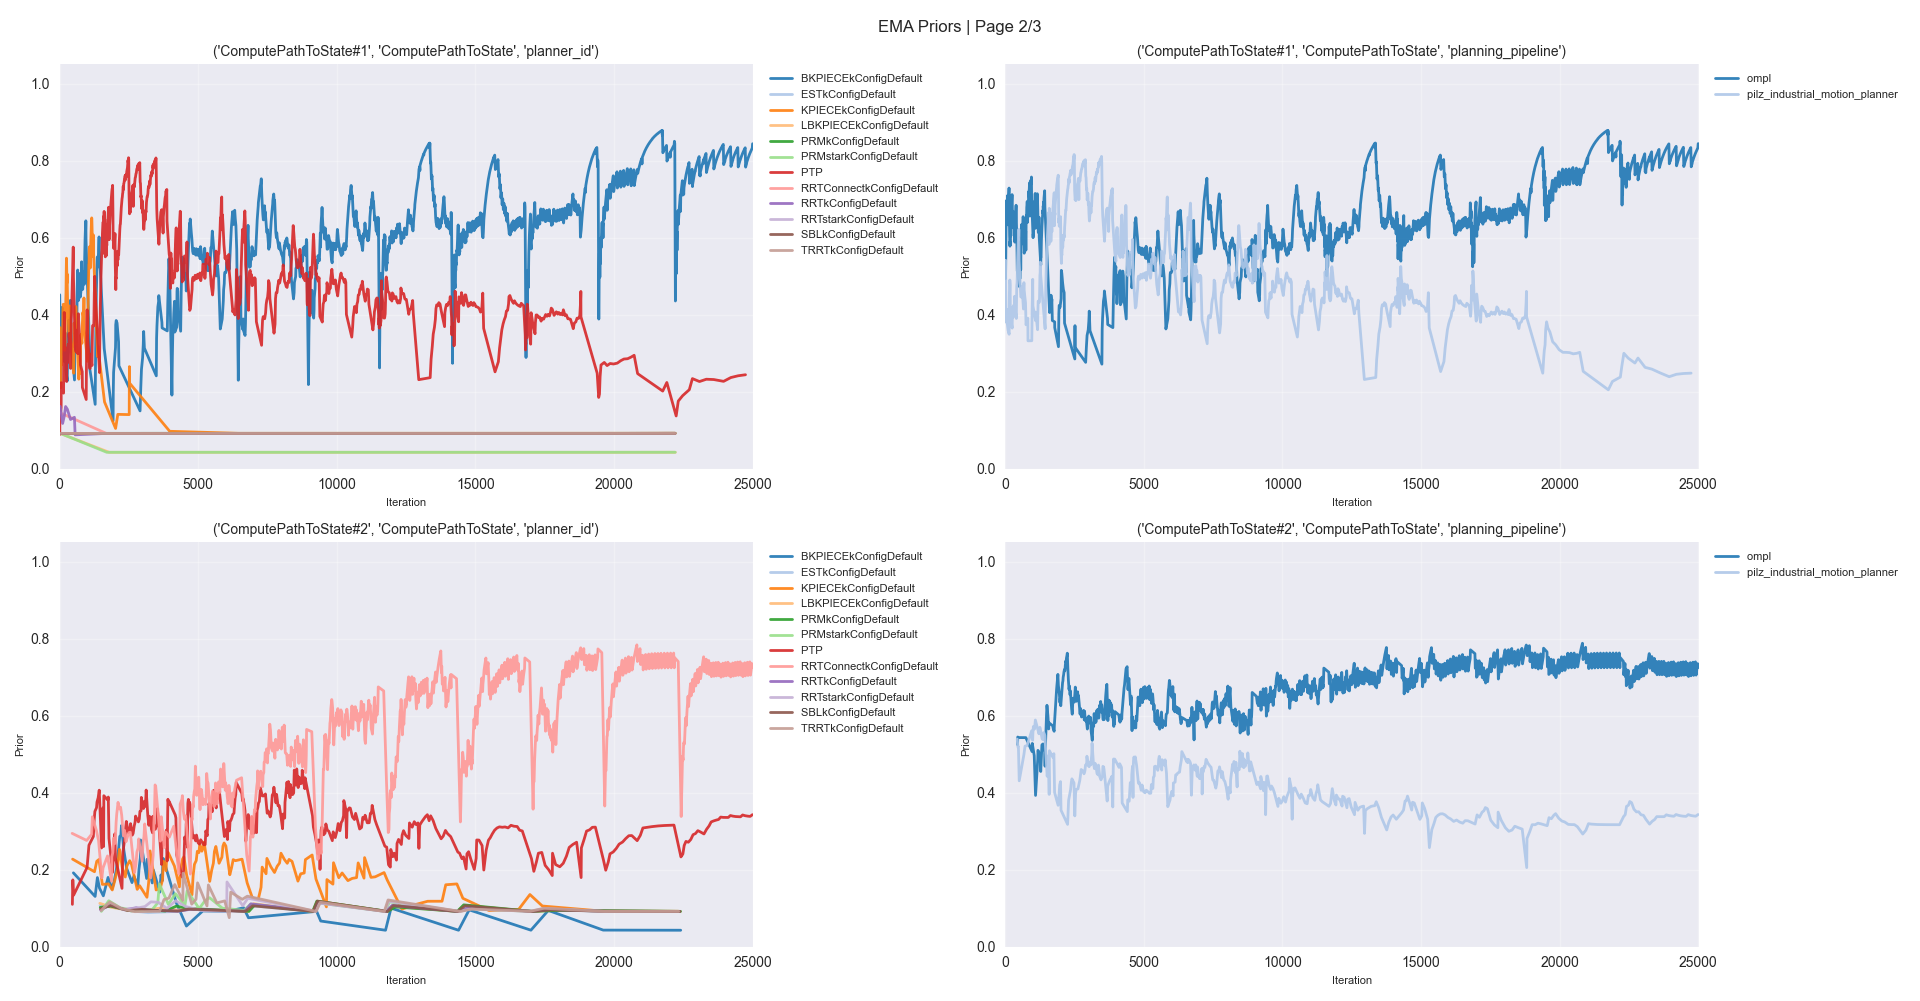 EMA Priors | Page 2/3
('ComputePathToState#1', 'ComputePathToState', 'planner_id')
1.0
0.8
0.6
0.4
0.2
0.0
Prior
0 5000 10000 15000 20000 25000
Iteration
BKPIECEkConfigDefault
ESTkConfigDefault
KPIECEkConfigDefault
LBKPIECEkConfigDefault
PRMkConfigDefault
PRMstarkConfigDefault
PTP
RRTConnectkConfigDefault
RRTkConfigDefault
RRTstarkConfigDefault
SBLkConfigDefault
TRRTkConfigDefault
('ComputePathToState#1', 'ComputePathToState', 'planning_pipeline')
1.0
0.8
0.6
0.4
0.2
0.0
Prior
0 5000 10000 15000 20000 25000
Iteration
ompl
pilz_industrial_motion_planner
('ComputePathToState#2', 'ComputePathToState', 'planner_id')
1.0
0.8
0.6
0.4
0.2
0.0
Prior
0 5000 10000 15000 20000 25000
Iteration
BKPIECEkConfigDefault
ESTkConfigDefault
KPIECEkConfigDefault
LBKPIECEkConfigDefault
PRMkConfigDefault
PRMstarkConfigDefault
PTP
RRTConnectkConfigDefault
RRTkConfigDefault
RRTstarkConfigDefault
SBLkConfigDefault
TRRTkConfigDefault
('ComputePathToState#2', 'ComputePathToState', 'planning_pipeline')
1.0
0.8
0.6
0.4
0.2
0.0
Prior
0 5000 10000 15000 20000 25000
Iteration
ompl
pilz_industrial_motion_planner